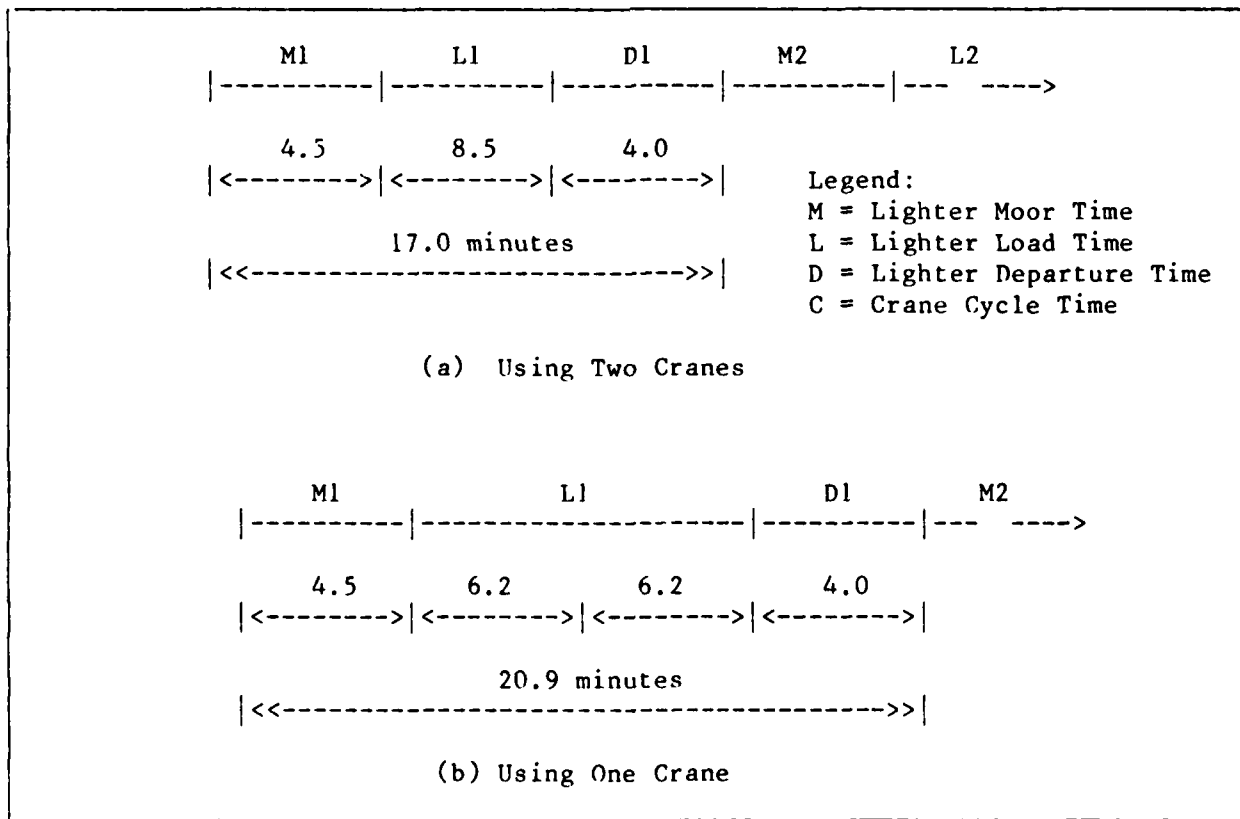 M1 L1 D1 M2 L2
|----------|----------|----------|----------|--- ---->
4.5 8.5 4.0
|<-------->|<-------->|<-------->|
Legend:
M = Lighter Moor Time
17.0 minutes
L = Lighter Load Time
|<<---------------------------->>|
D = Lighter Departure Time
C = Crane Cycle Time
(a) Using Two Cranes
M1 L1 D1 M2
|----------|--------------------|----------|--- ---->
4.5 6.2 6.2 4.0
|<-------->|<-------->|<-------->|<-------->|
20.9 minutes
|<<--------------------------------------->>|
(b) Using One Crane